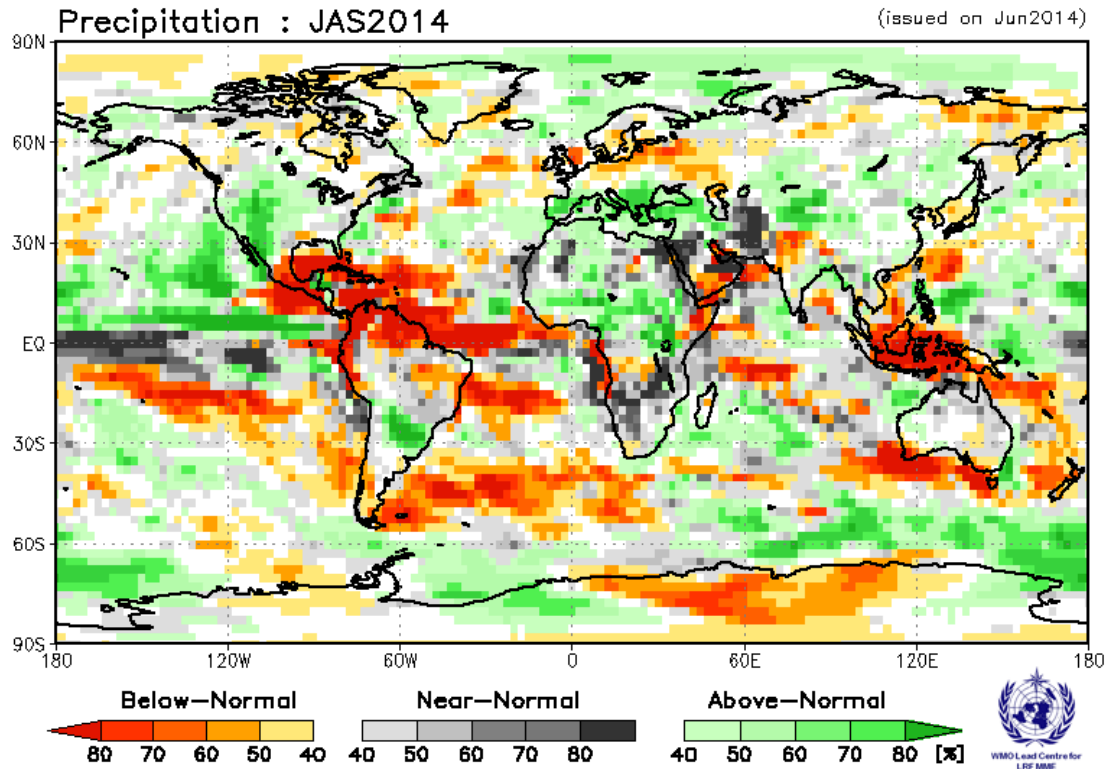 Precipitation : JAS2014
(issued on Jun2014)
90N
60N
30N
EQ
30S
60S
90S
180 120W 60W 0 60E 120E 180
Below-Normal Near-Normal Above-Normal
80 70 60 50 40 40 50 60 70 80 40 50 60 70 80 [%]
WMO Lead Centre for
LRF MME